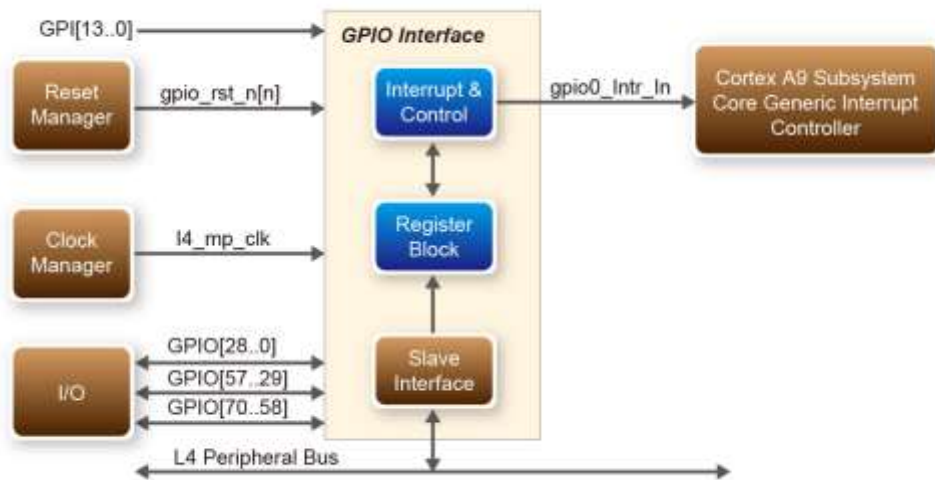 GPI[13..0]
GPIO Interface
Reset
Manager
gpio_rst_n[n]
Interrupt &
Control
gpio0_Intr_In
Cortex A9 Subsystem
Core Generic Interrupt
Controller
Clock
Manager
l4_mp_clk
Register
Block
I/O
GPIO[28..0]
GPIO[57..29]
GPIO[70..58]
Slave
Interface
L4 Peripheral Bus